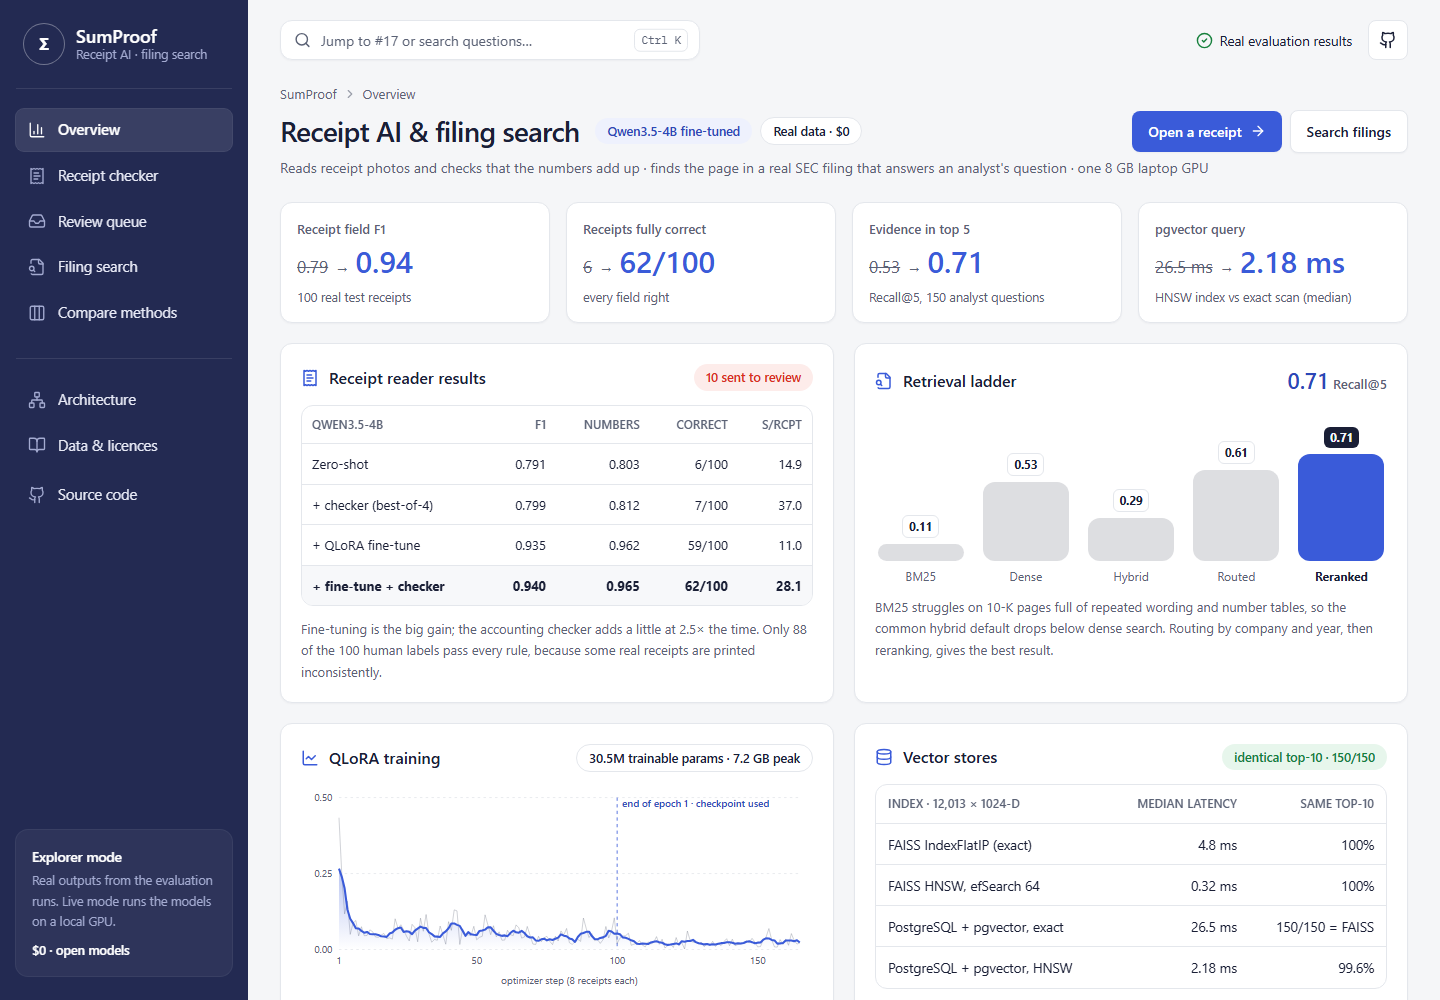 Σ
SumProof
Receipt AI · filing search
Overview
Receipt checker
Review queue
Filing search
Compare methods
Architecture
Data & licences
Source code
Explorer mode
Real outputs from the evaluation
runs. Live mode runs the models
on a local GPU.
$0 · open models
Jump to #17 or search questions...
Ctrl K
Real evaluation results
SumProof > Overview
Receipt AI & filing search
Qwen3.5-4B fine-tuned
Real data · $0
Open a receipt →
Search filings
Reads receipt photos and checks that the numbers add up · finds the page in a real SEC filing that answers an analyst's question · one 8 GB laptop GPU
Receipt field F1
0.79 → 0.94
100 real test receipts
Receipts fully correct
6 → 62/100
every field right
Evidence in top 5
0.53 → 0.71
Recall@5, 150 analyst questions
pgvector query
26.5 ms → 2.18 ms
HNSW index vs exact scan (median)
Receipt reader results
10 sent to review
QWEN3.5-4B F1 NUMBERS CORRECT S/RCPT
Zero-shot 0.791 0.803 6/100 14.9
+ checker (best-of-4) 0.799 0.812 7/100 37.0
+ QLoRA fine-tune 0.935 0.962 59/100 11.0
+ fine-tune + checker 0.940 0.965 62/100 28.1
Fine-tuning is the big gain; the accounting checker adds a little at 2.5× the time. Only 88
of the 100 human labels pass every rule, because some real receipts are printed
inconsistently.
Retrieval ladder
0.71 Recall@5
0.11
0.53
0.29
0.61
0.71
BM25
Dense
Hybrid
Routed
Reranked
BM25 struggles on 10-K pages full of repeated wording and number tables, so the
common hybrid default drops below dense search. Routing by company and year, then
reranking, gives the best result.
QLoRA training
30.5M trainable params · 7.2 GB peak
0.50
0.25
0.00
end of epoch 1 · checkpoint used
1 50 100 150
optimizer step (8 receipts each)
Vector stores
identical top-10 · 150/150
INDEX · 12,013 × 1024-D MEDIAN LATENCY SAME TOP-10
FAISS IndexFlatIP (exact) 4.8 ms 100%
FAISS HNSW, efSearch 64 0.32 ms 100%
PostgreSQL + pgvector, exact 26.5 ms 150/150 = FAISS
PostgreSQL + pgvector, HNSW 2.18 ms 99.6%